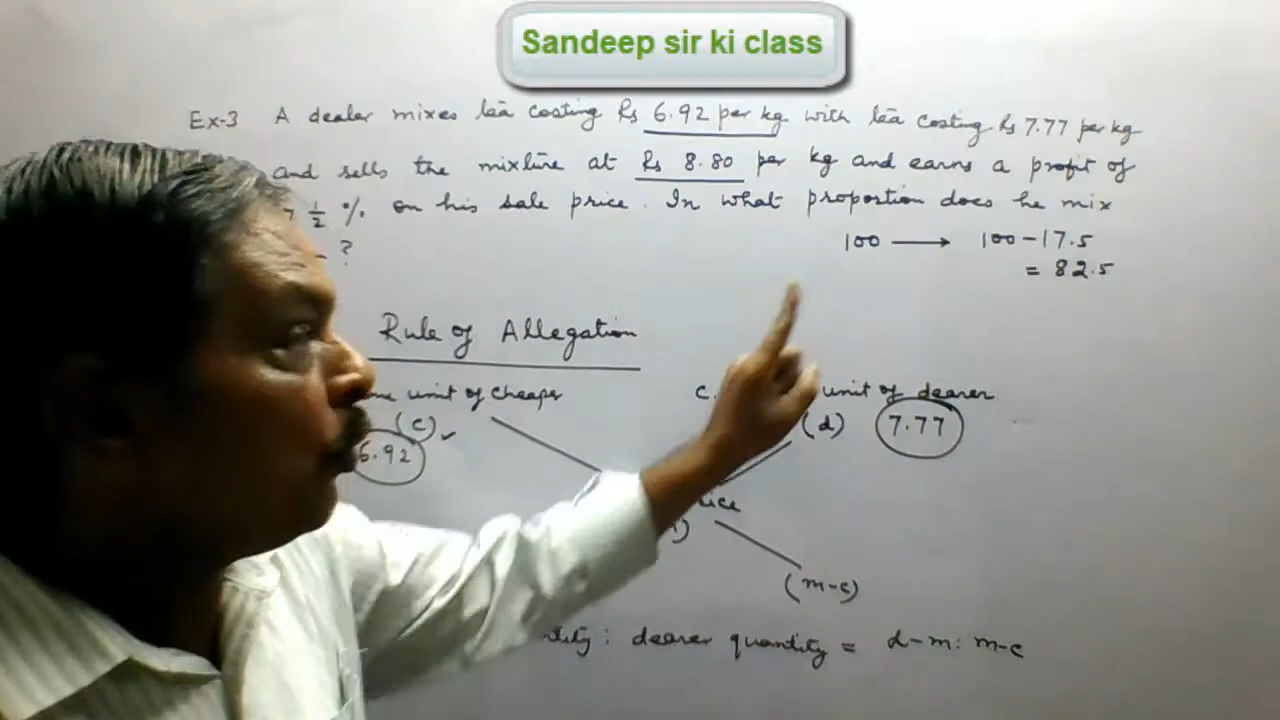 Sandeep sir ki class
Ex-3 A dealer mixes tea costing Rs 6.92 per kg with tea costing Rs 7.77 per kg
and sells the mixture at Rs 8.80 per kg and earns a profit of
7 1/2 % on his sale price. In what proportion does he mix
?
100 → 100-17.5
= 82.5
Rule of Allegation
unit of cheaper
(c)
6.92
c.
unit of dearer
(d) 7.77
(m-c)
: dearer quantity = d-m: m-c